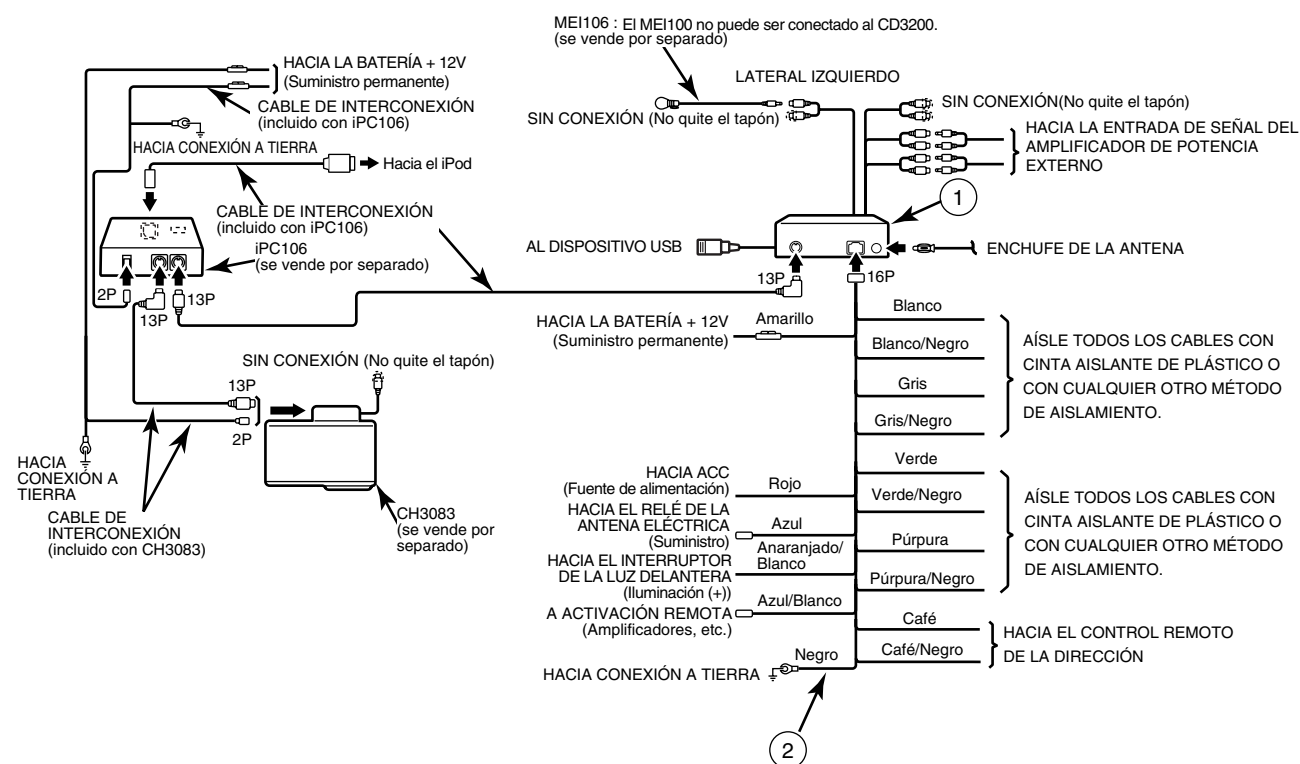 MEI106 : El MEI100 no puede ser conectado al CD3200.
(se vende por separado)
HACIA LA BATERÍA + 12V
(Suministro permanente)
LATERAL IZQUIERDO
CABLE DE INTERCONEXIÓN
(incluido con iPC106)
SIN CONEXIÓN (No quite el tapón)
SIN CONEXIÓN(No quite el tapón)
HACIA LA ENTRADA DE SEÑAL DEL
AMPLIFICADOR DE POTENCIA
EXTERNO
HACIA CONEXIÓN A TIERRA
Hacia el iPod
1
CABLE DE INTERCONEXIÓN
(incluido con iPC106)
iPC106
(se vende por separado)
AL DISPOSITIVO USB
ENCHUFE DE LA ANTENA
2P
13P
13P
13P
16P
HACIA LA BATERÍA + 12V
(Suministro permanente)
Amarillo
Blanco
Blanco/Negro
Gris
Gris/Negro
AÍSLE TODOS LOS CABLES CON
CINTA AISLANTE DE PLÁSTICO O
CON CUALQUIER OTRO MÉTODO
DE AISLAMIENTO.
SIN CONEXIÓN (No quite el tapón)
13P
2P
HACIA
CONEXIÓN A
TIERRA
CABLE DE
INTERCONEXIÓN
(incluido con CH3083)
CH3083
(se vende por
separado)
HACIA ACC
(Fuente de alimentación)
Rojo
HACIA EL RELÉ DE LA
ANTENA ELÉCTRICA
(Suministro)
Azul
HACIA EL INTERRUPTOR
DE LA LUZ DELANTERA
(Iluminación (+))
Anaranjado/
Blanco
A ACTIVACIÓN REMOTA
(Amplificadores, etc.)
Azul/Blanco
Negro
HACIA CONEXIÓN A TIERRA
Verde
Verde/Negro
Púrpura
Púrpura/Negro
AÍSLE TODOS LOS CABLES CON
CINTA AISLANTE DE PLÁSTICO O
CON CUALQUIER OTRO MÉTODO
DE AISLAMIENTO.
Café
Café/Negro
HACIA EL CONTROL REMOTO
DE LA DIRECCIÓN
2